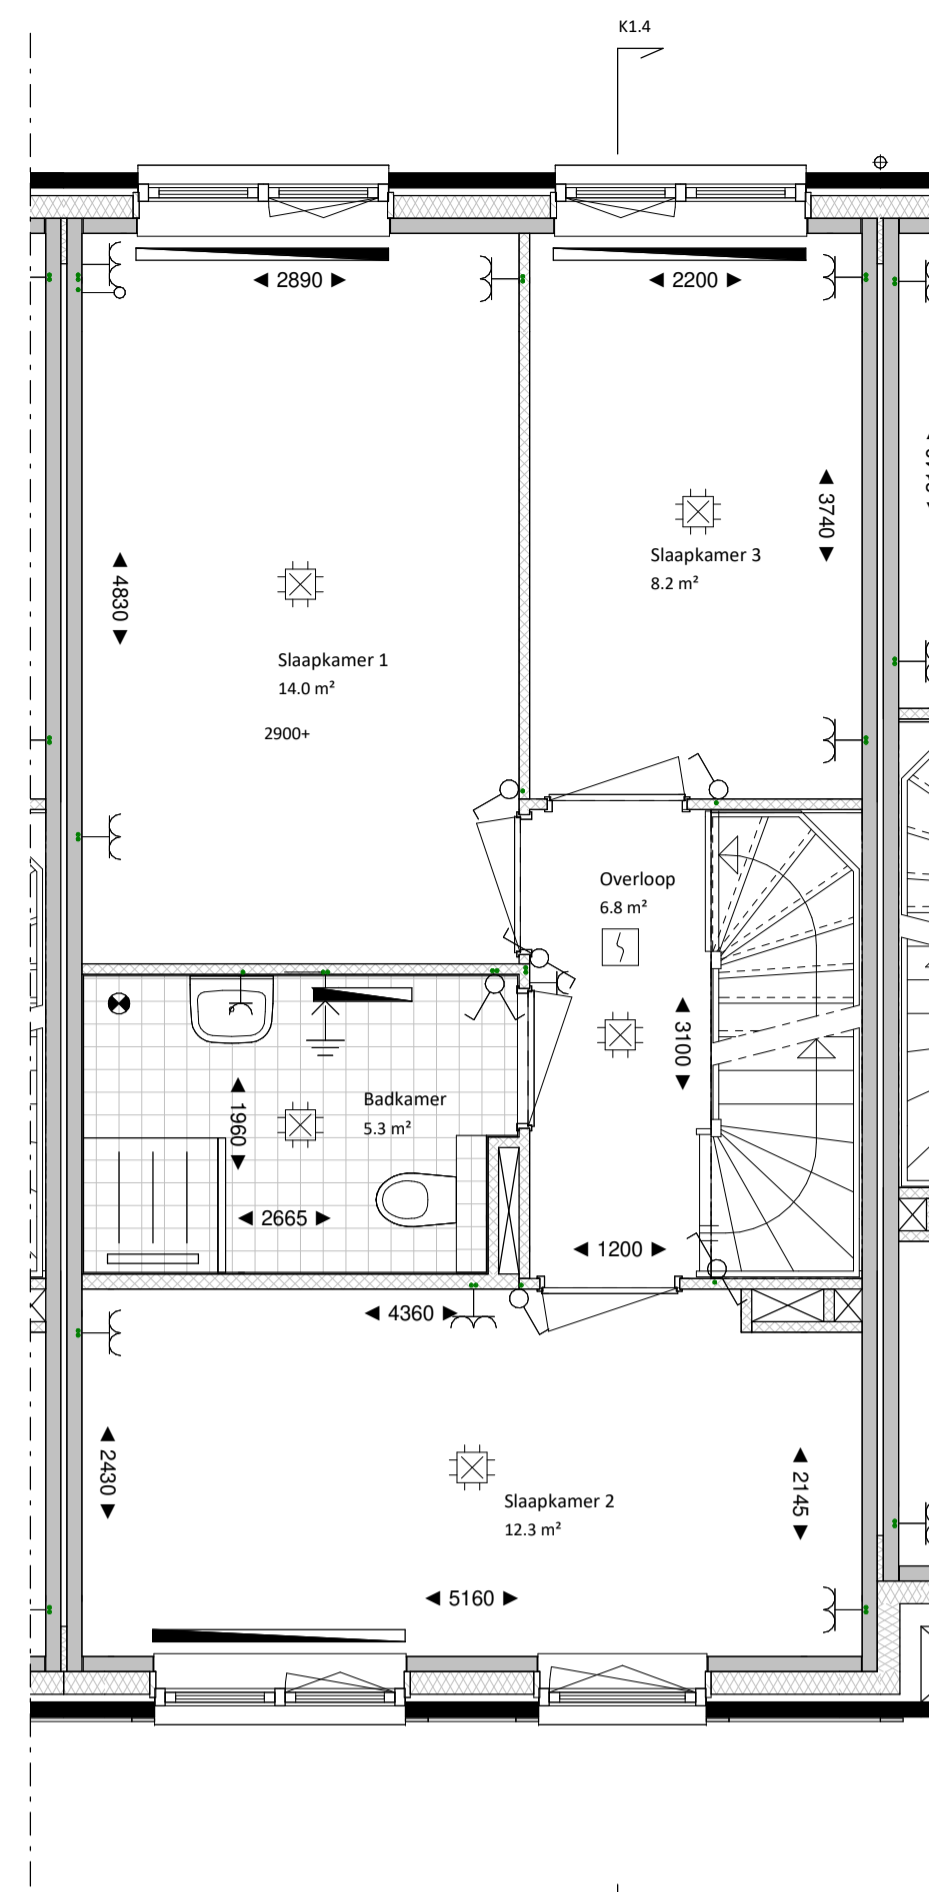 K1.4
◄ 2890 ►
◄ 2200 ►
◄ 3740 ►
Slaapkamer 3
8.2 m²
◄ 4830 ►
Slaapkamer 1
14.0 m²
2900+
Overloop
6.8 m²
◄ 3100 ►
Badkamer
5.3 m²
◄ 1960 ►
◄ 2665 ►
◄ 1200 ►
◄ 4360 ►
◄ 2430 ►
◄ 2145 ►
Slaapkamer 2
12.3 m²
◄ 5160 ►